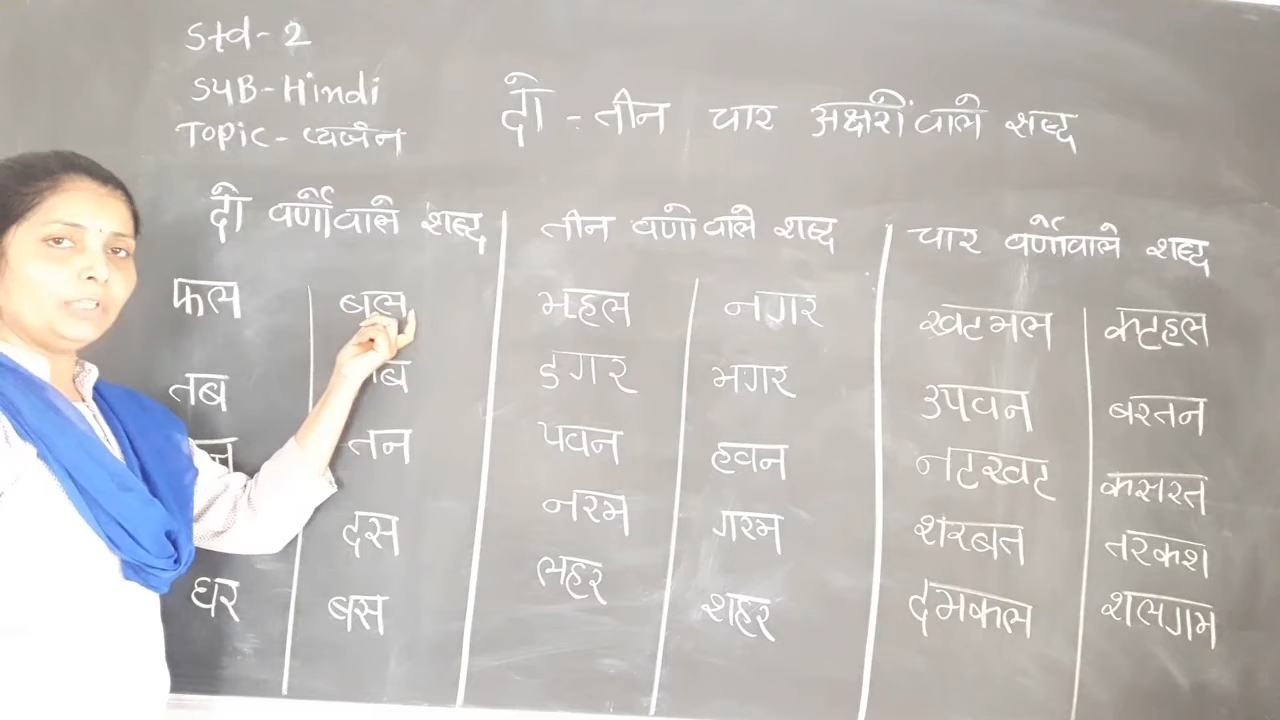 Std-2
SUB-Hindi
Topic-व्यजंन
दो - तीन चार अक्षरोंवाले शब्द
दो वर्णोवाले शब्द
फल बल
तब
तन
दस
घर बस
तीन वर्णोवाले शब्द
महल नगर
डगर मगर
पवन हवन
नरम गरम
लहर शहर
चार वर्णोवाले शब्द
खटमल कटहल
उपवन बरतन
नटखट कसरत
शरबत तरकश
दमकल शलगम